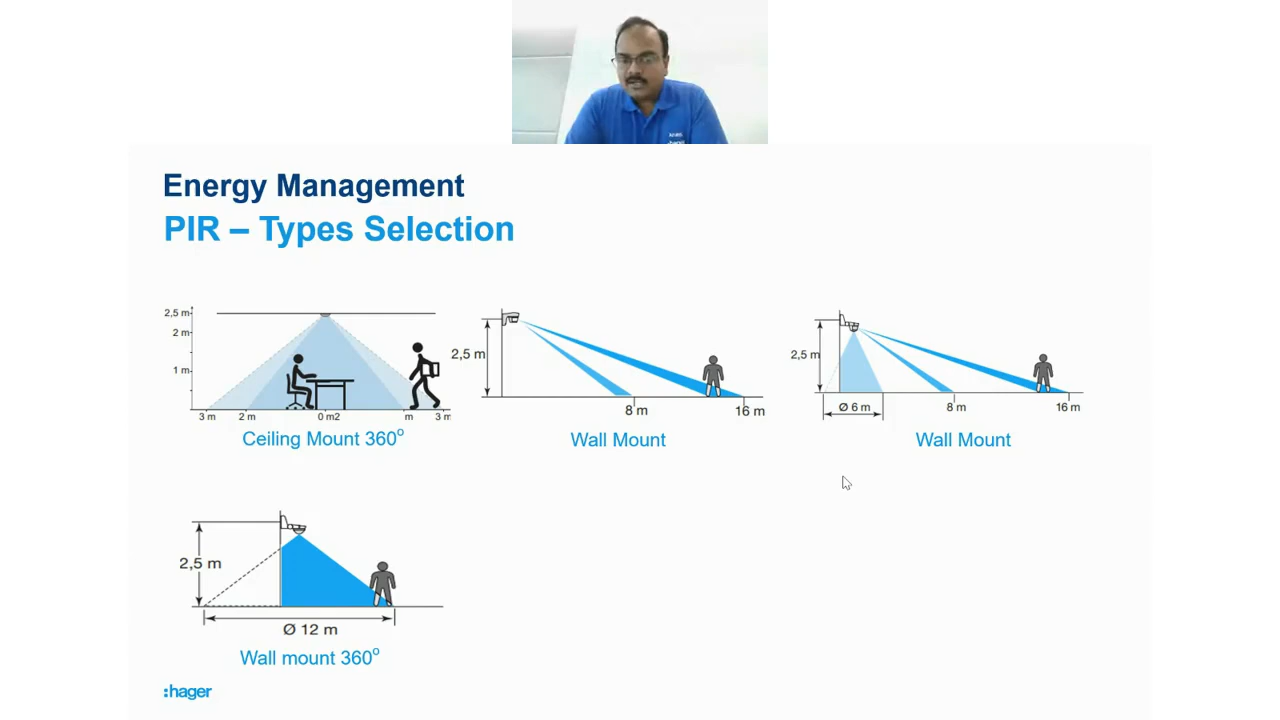 :hager
Energy Management
PIR – Types Selection
2,5 m
2 m
1 m
3 m 2 m 0 m2 m 3 m
Ceiling Mount 360°
2,5 m
8 m 16 m
Wall Mount
2,5 m
Ø 6 m 8 m 16 m
Wall Mount
2,5 m
Ø 12 m
Wall mount 360°
:hager